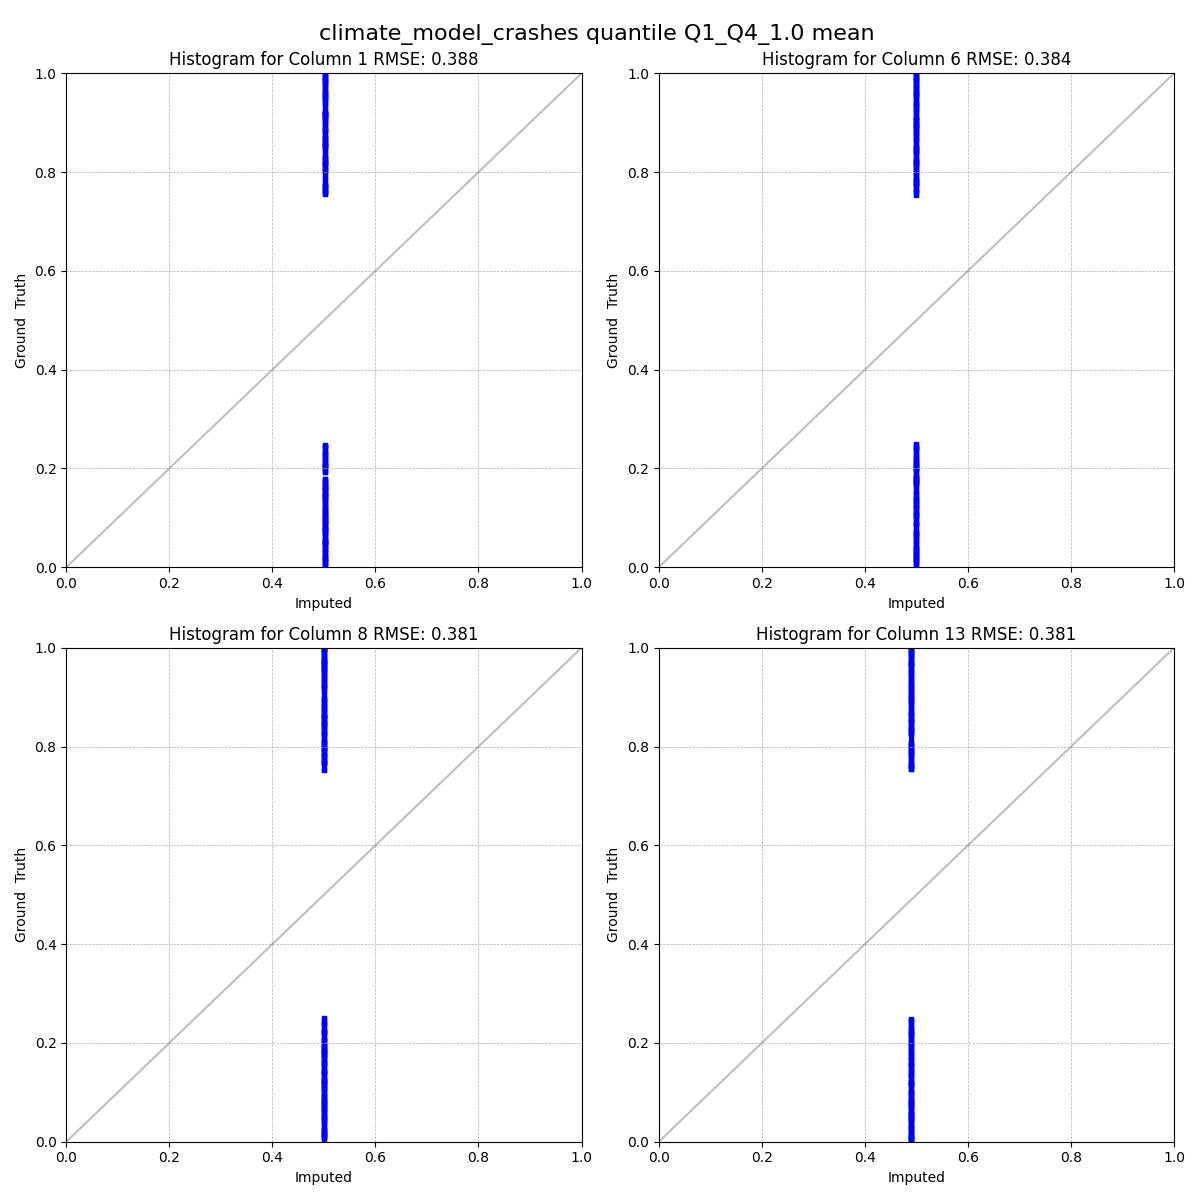 climate_model_crashes quantile Q1_Q4_1.0 mean
Histogram for Column 1 RMSE: 0.388
Histogram for Column 6 RMSE: 0.384
1.0
0.8
0.6
0.4
0.2
0.0
Ground  Truth
0.0 0.2 0.4 0.6 0.8 1.0
Imputed
1.0
0.8
0.6
0.4
0.2
0.0
Ground  Truth
0.0 0.2 0.4 0.6 0.8 1.0
Imputed
Histogram for Column 8 RMSE: 0.381
Histogram for Column 13 RMSE: 0.381
1.0
0.8
0.6
0.4
0.2
0.0
Ground  Truth
0.0 0.2 0.4 0.6 0.8 1.0
Imputed
1.0
0.8
0.6
0.4
0.2
0.0
Ground  Truth
0.0 0.2 0.4 0.6 0.8 1.0
Imputed